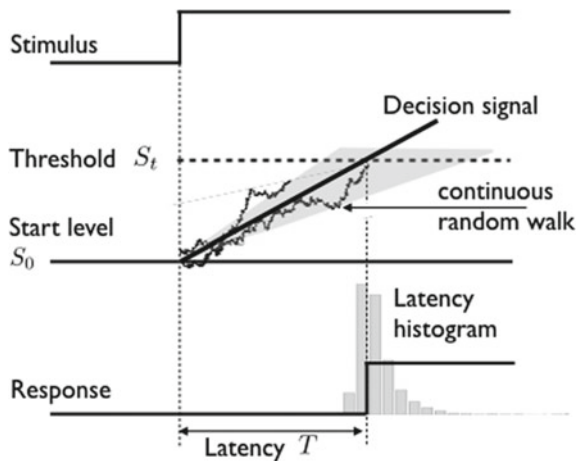 Stimulus
Decision signal
Threshold S_t
continuous
random walk
Start level
S_0
Latency
histogram
Response
Latency T